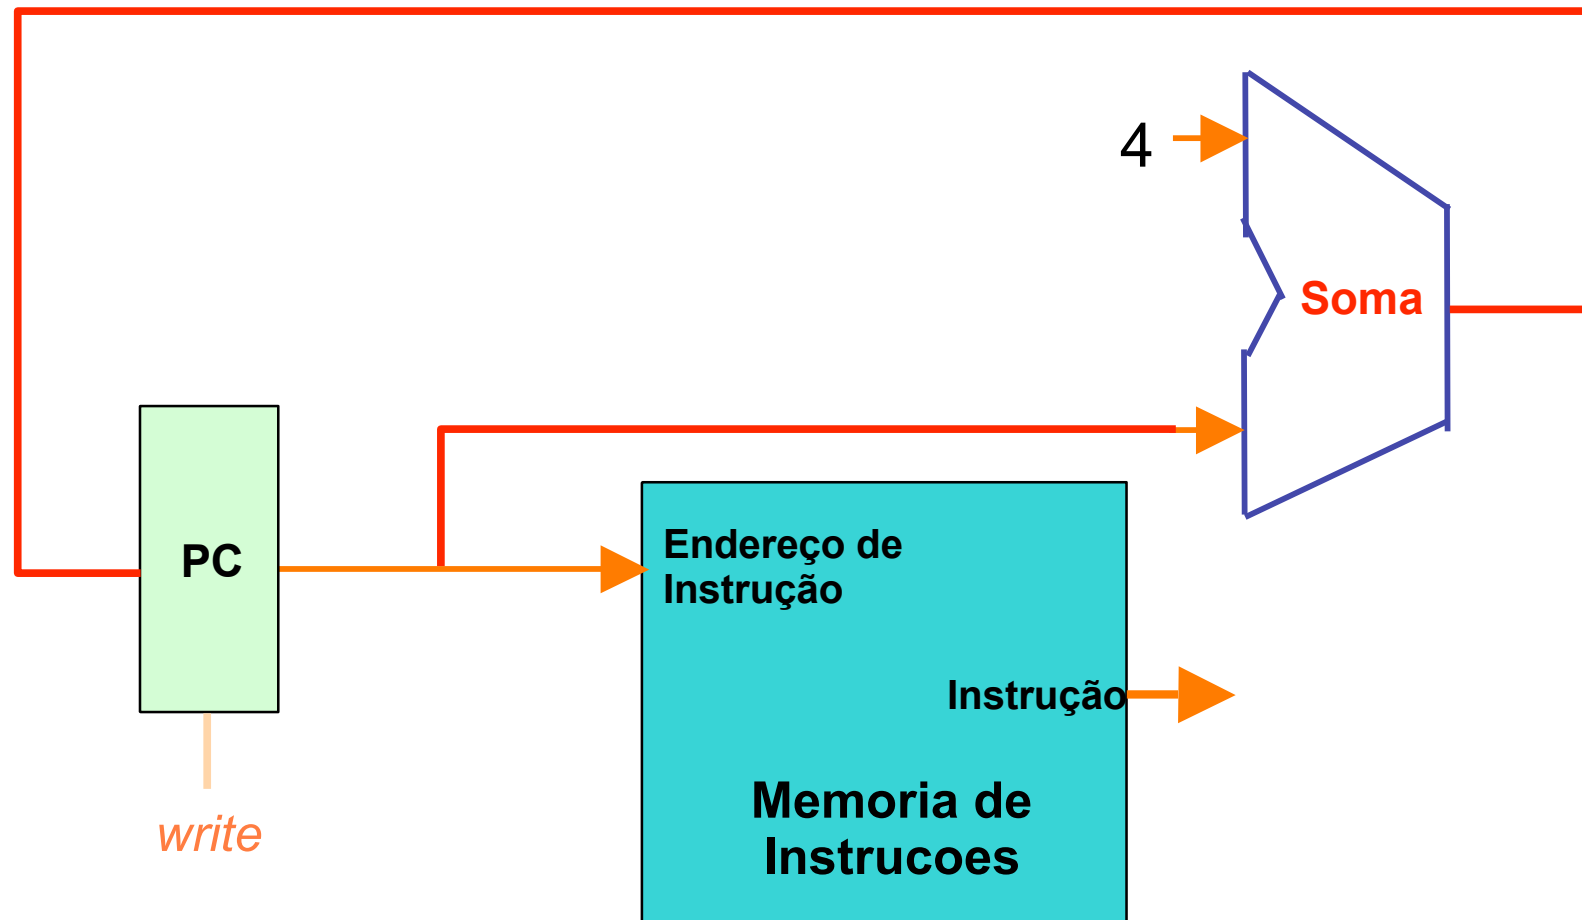 4
Soma
PC
Endereço de
Instrução
Instrução
Memoria de
Instrucoes
write